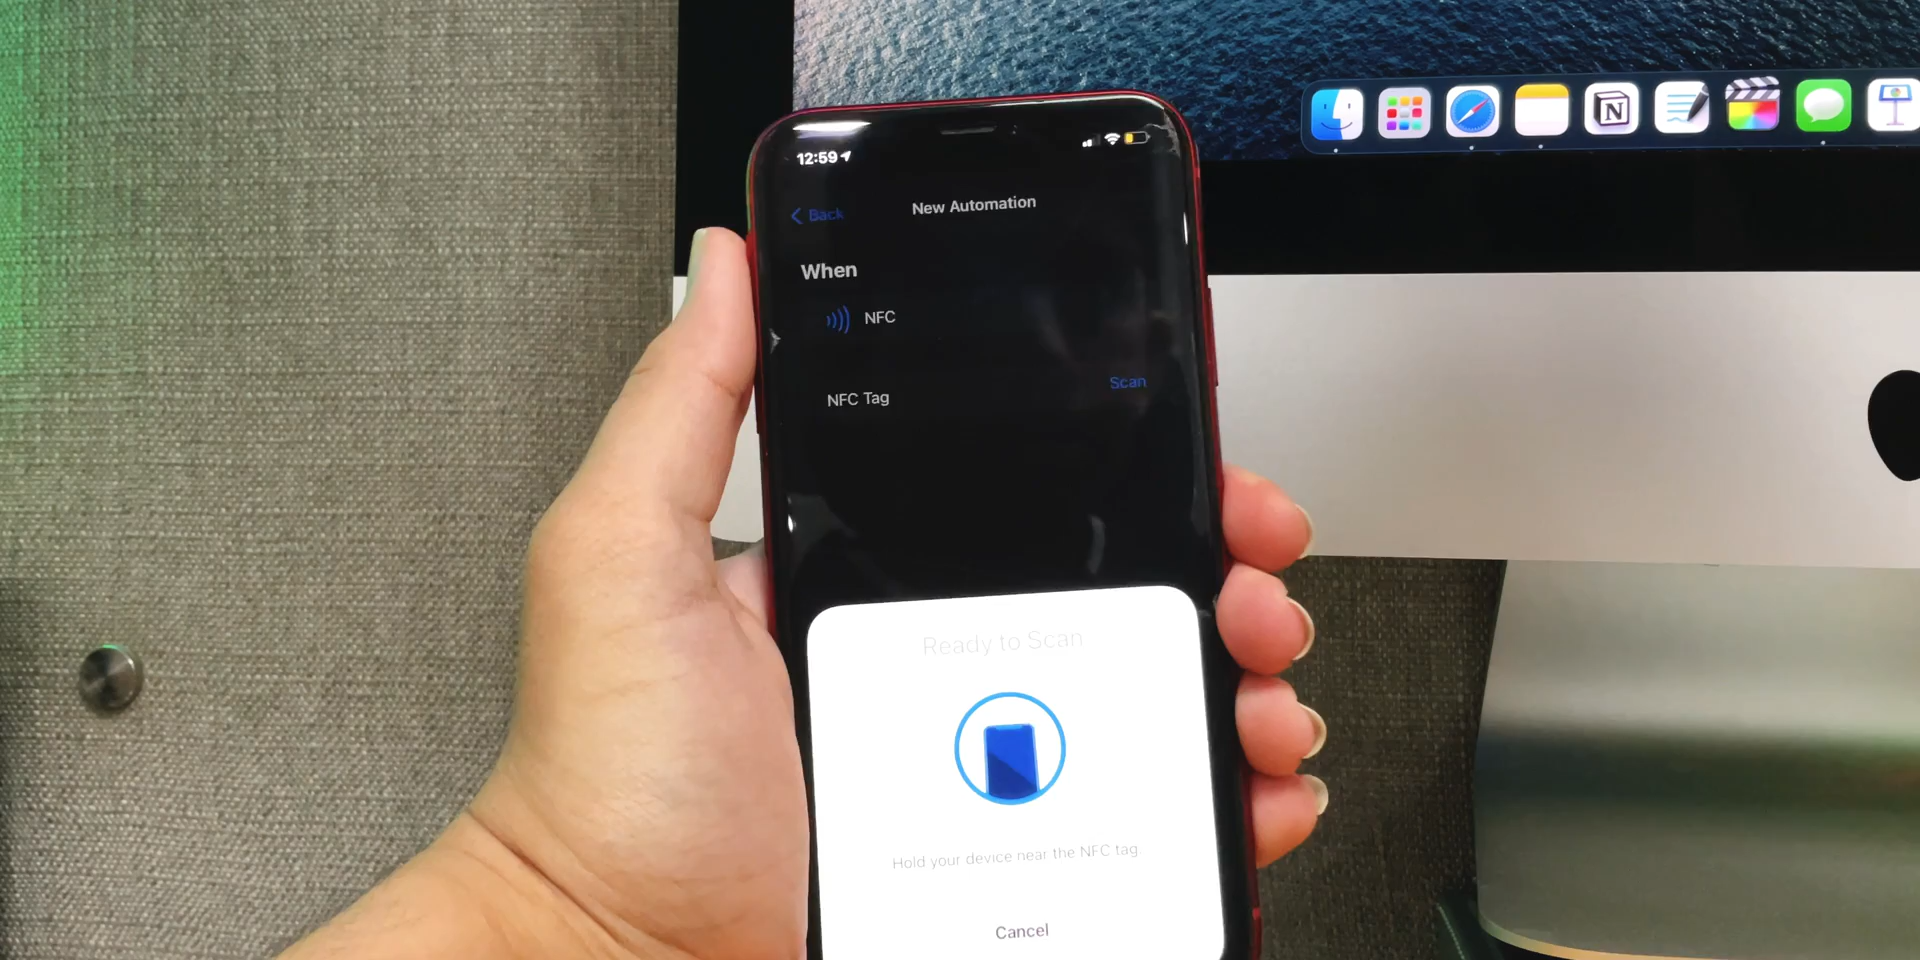 12:59
Back
New Automation
When
NFC
NFC Tag
Scan
Ready to Scan
Hold your device near the NFC tag
Cancel
N